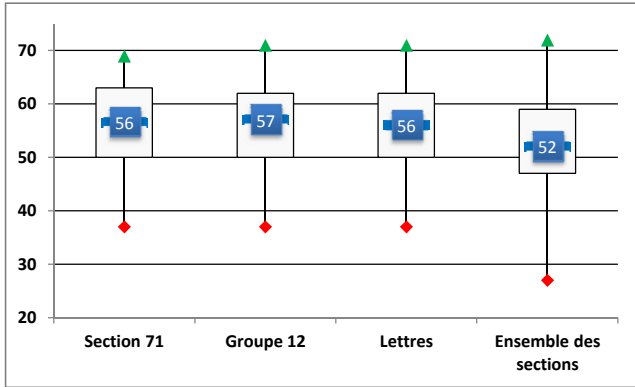 70
60
50
40
30
20
56
57
56
52
Section 71
Groupe 12
Lettres
Ensemble des
sections